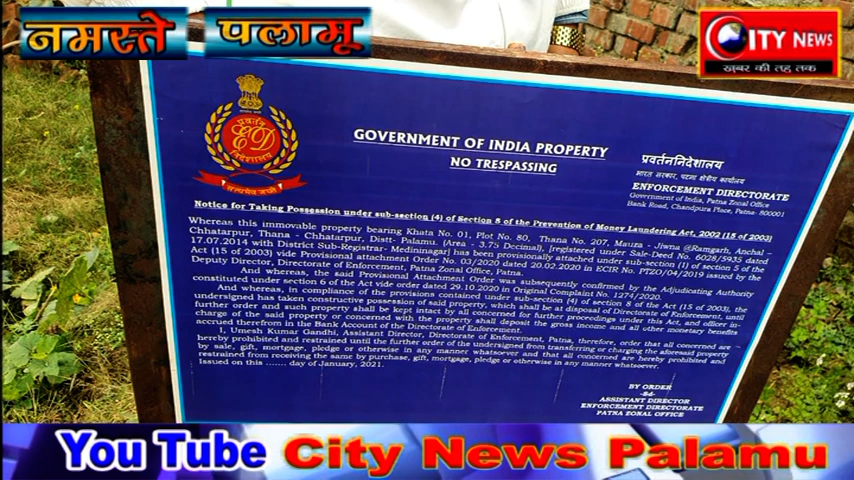 नमस्ते पलामू
CITY NEWS
ख़बर की तह तक
प्रवर्तन
ED
निदेशालय
सत्यमेव जयते
GOVERNMENT OF INDIA PROPERTY
NO TRESPASSING
प्रवर्तननिदेशालय
भारत सरकार, पटना क्षेत्रीय कार्यालय
ENFORCEMENT DIRECTORATE
Government of India, Patna Zonal Office
Bank Road, Chandpura Place, Patna- 800001
Notice for Taking Possession under sub-section (4) of Section 8 of the Prevention of Money Laundering Act, 2002 (15 of 2003)
Whereas this immovable property bearing Khata No. 01, Plot No. 80, Thana No. 207, Mauza - Jiwna @Ramgarh, Anchal -
Chhatarpur, Thana - Chhatarpur, Distt- Palamu. (Area - 3.75 Decimal), [registered under Sale-Deed No. 6028/5935 dated
17.07.2014 with District Sub-Registrar- Medininagar] has been provisionally attached under sub-section (1) of section 5 of the
Act (15 of 2003) vide Provisional attachment Order No. 03/2020 dated 20.02.2020 in ECIR No. PTZO/04/2019 issued by the
Deputy Director, Directorate of Enforcement, Patna Zonal Office, Patna.
And whereas, the said Provisional Attachment Order was subsequently confirmed by the Adjudicating Authority
constituted under section 6 of the Act vide order dated 29.10.2020 in Original Complaint No. 1274/2020.
And whereas, in compliance of the provisions contained under sub-section (4) of section 8 of the Act (15 of 2003), the
undersigned has taken constructive possession of said property, which shall be at disposal of Directorate of Enforcement, until
further order and such property shall be kept intact by all concerned for further proceedings under this Act, and officer in-
charge of the said property or concerned with the property shall deposit the gross income and all other monetary benefits
accrued therefrom in the Bank Account of the Directorate of Enforcement.
I, Umesh Kumar Gandhi, Assistant Director, Directorate of Enforcement, Patna, therefore, order that all concerned are
hereby prohibited and restrained until the further order of the undersigned from transferring or charging the aforesaid property
by sale, gift, mortgage, pledge or otherwise in any manner whatsoever and that all concerned are hereby prohibited and
restrained from receiving the same by purchase, gift, mortgage, pledge or otherwise in any manner whatsoever.
Issued on this ........ day of January, 2021.
BY ORDER
-Sd-
ASSISTANT DIRECTOR
ENFORCEMENT DIRECTORATE
PATNA ZONAL OFFICE
You Tube City News Palamu